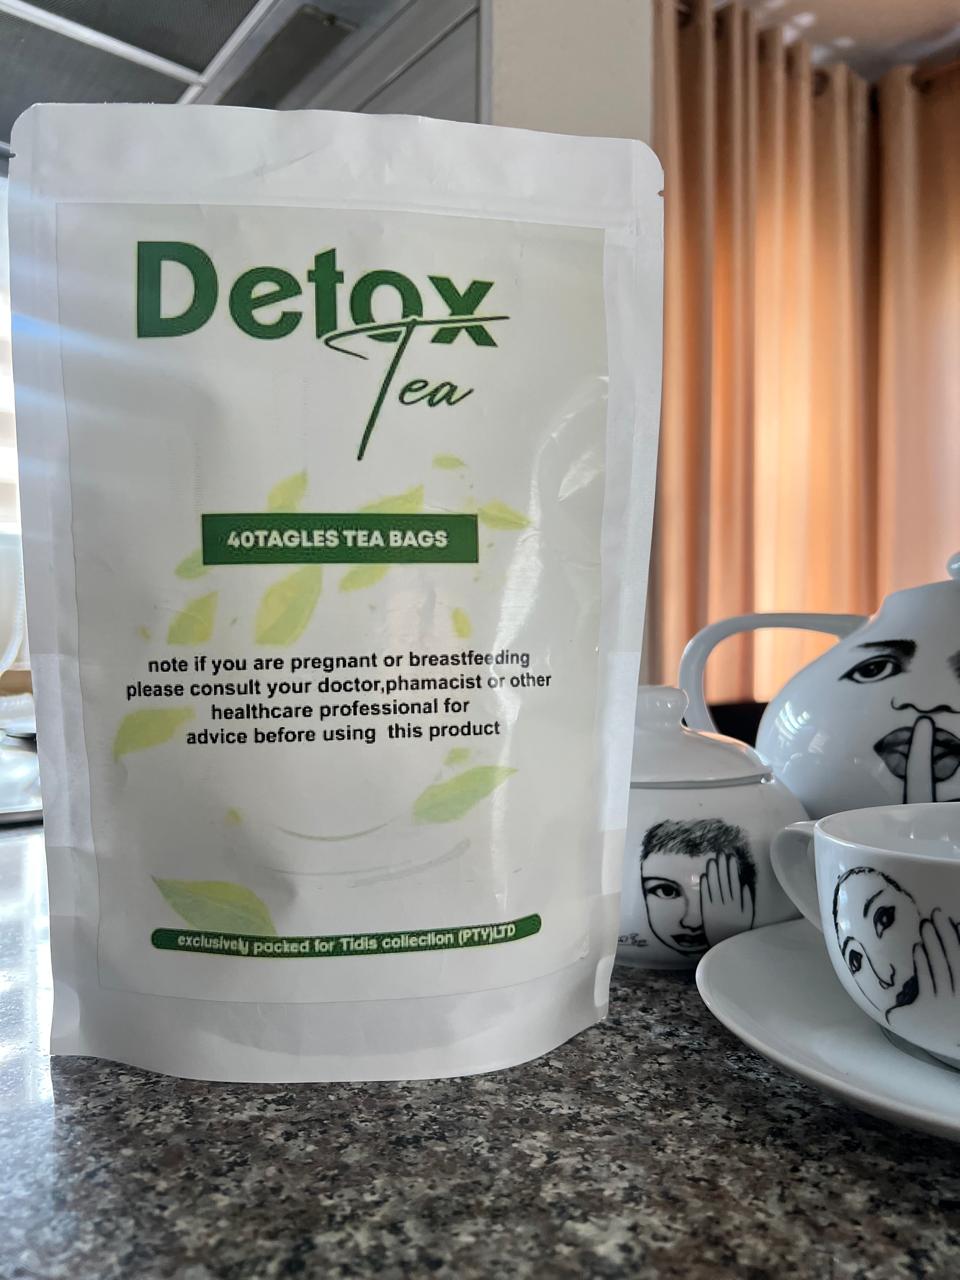 Detox
Tea
40TAGLES TEA BAGS
note if you are pregnant or breastfeeding
please consult your doctor,phamacist or other
healthcare professional for
advice before using this product
exclusively packed for Tidis collection (PTY)LTD